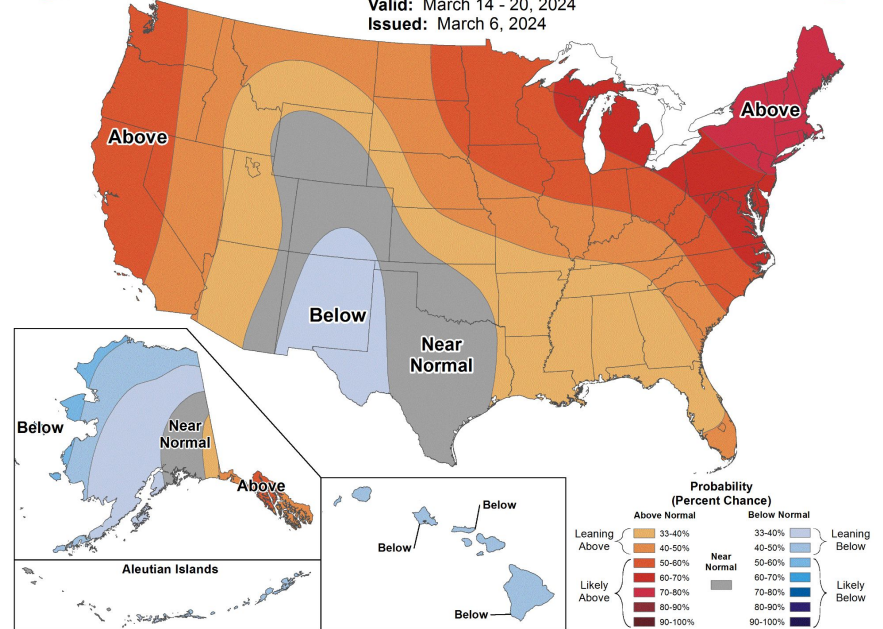 Valid: March 14 - 20, 2024
Issued: March 6, 2024
Above
Above
Below
Near
Normal
Below
Near
Normal
Above
Aleutian Islands
Below
Below
Below
Probability
(Percent Chance)
Above Normal
Below Normal
Leaning
Above
33-40%
40-50%
Likely
Above
50-60%
60-70%
70-80%
80-90%
90-100%
Near
Normal
33-40%
40-50%
Leaning
Below
50-60%
60-70%
70-80%
80-90%
90-100%
Likely
Below